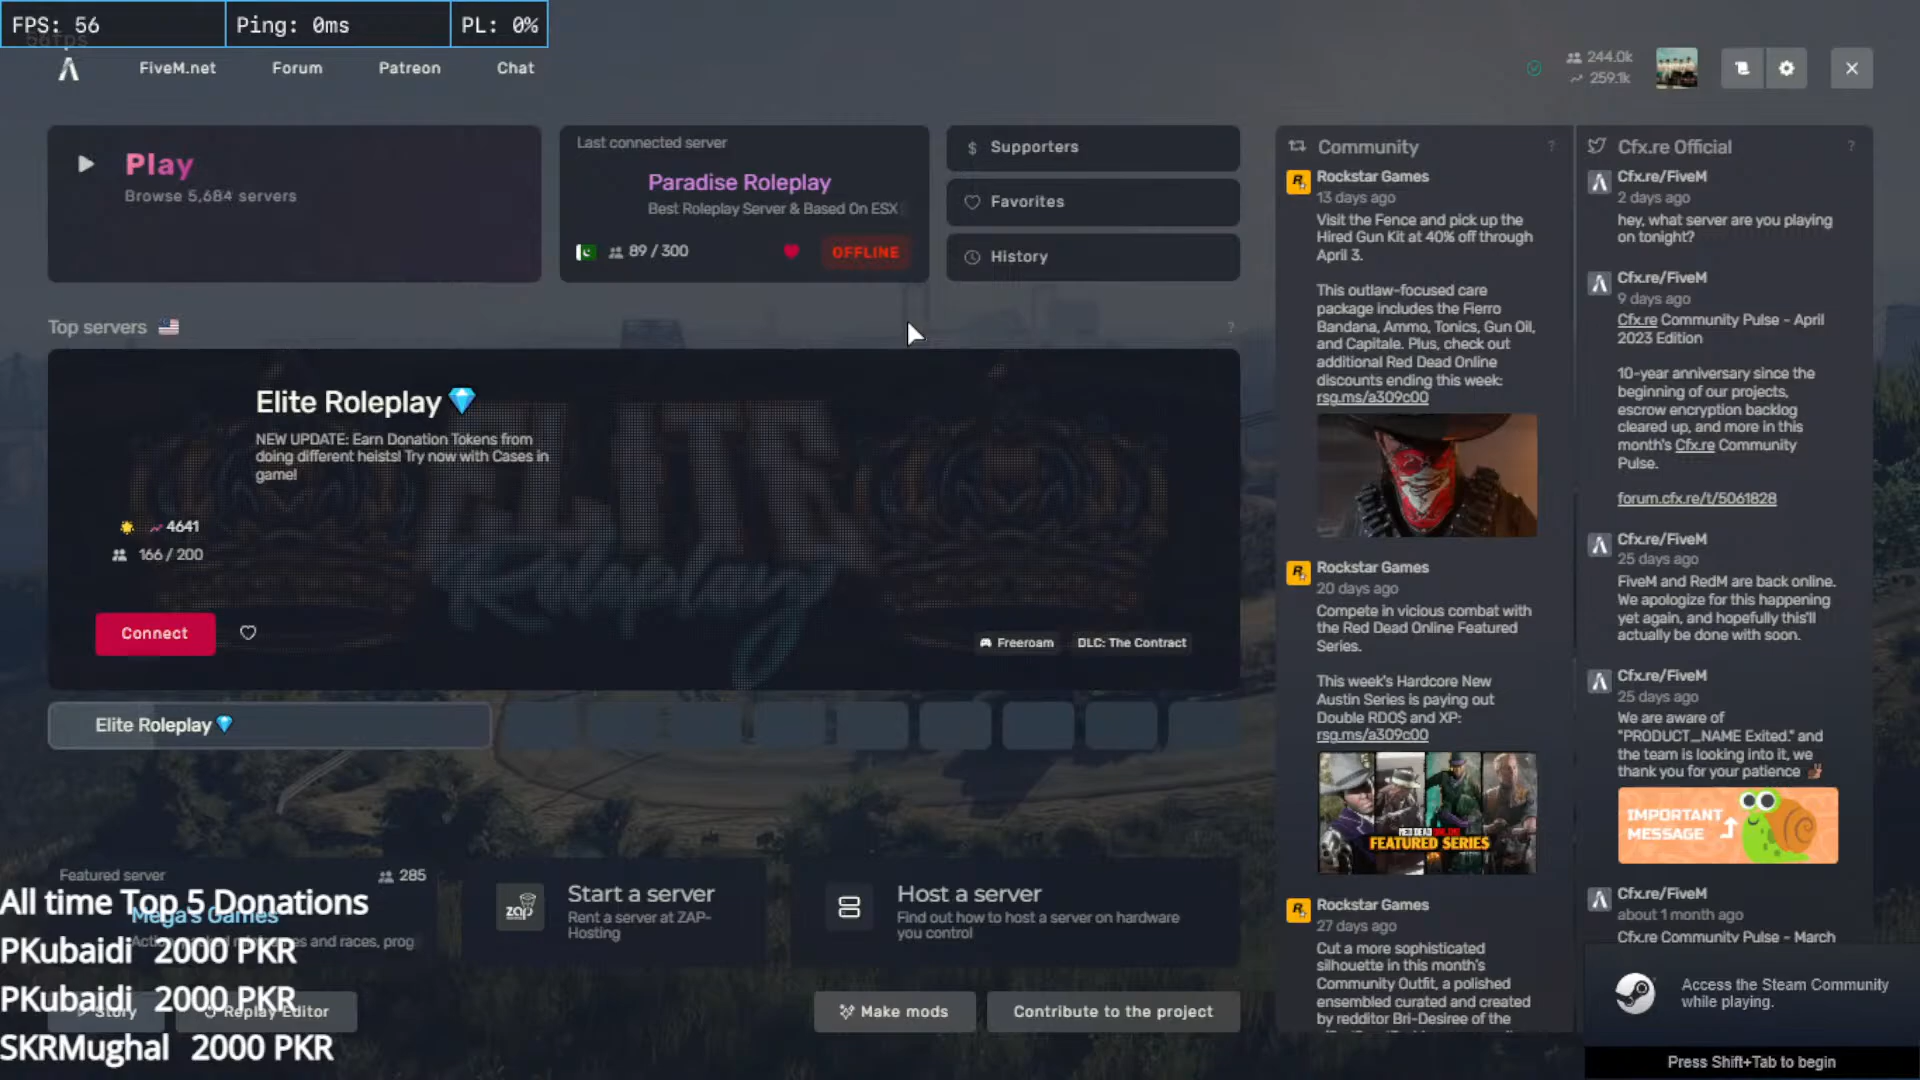 FPS: 56
Ping: 0ms
PL: 0%
FiveM.net
Forum
Patreon
Chat
244.0k
259.1k
Play
Browse 5,684 servers
Last connected server
Paradise Roleplay
Best Roleplay Server & Based On ESX
89 / 300
OFFLINE
Supporters
Favorites
History
Top servers
?
Elite Roleplay 💎
NEW UPDATE: Earn Donation Tokens from
doing different heists! Try now with Cases in
game!
4641
166 / 200
ELITE
Roleplay
Connect
Freeroam
DLC: The Contract
Elite Roleplay 💎
Featured server
285
Mega's Games
and races, prog
zap
Start a server
Rent a server at ZAP-
Hosting
Host a server
Find out how to host a server on hardware
you control
Story
Replay Editor
Make mods
Contribute to the project
All time Top 5 Donations
PKubaidi 2000 PKR
PKubaidi 2000 PKR
SKRMughal 2000 PKR
Community
?
Rockstar Games
13 days ago
Visit the Fence and pick up the
Hired Gun Kit at 40% off through
April 3.
This outlaw-focused care
package includes the Fierro
Bandana, Ammo, Tonics, Gun Oil,
and Capitale. Plus, check out
additional Red Dead Online
discounts ending this week:
rsg.ms/a309c00
Rockstar Games
20 days ago
Compete in vicious combat with
the Red Dead Online Featured
Series.
This week's Hardcore New
Austin Series is paying out
Double RDO$ and XP:
rsg.ms/a309c00
RED DEAD ONLINE
FEATURED SERIES
Rockstar Games
27 days ago
Cut a more sophisticated
silhouette in this month's
Community Outfit, a polished
ensembled curated and created
by redditor Bri-Desiree of the
Cfx.re Official
?
Cfx.re/FiveM
2 days ago
hey, what server are you playing
on tonight?
Cfx.re/FiveM
9 days ago
Cfx.re Community Pulse - April
2023 Edition
10-year anniversary since the
beginning of our projects,
escrow encryption backlog
cleared up, and more in this
month's Cfx.re Community
Pulse.
forum.cfx.re/t/5061828
Cfx.re/FiveM
25 days ago
FiveM and RedM are back online.
We apologize for this happening
yet again, and hopefully this'll
actually be done with soon.
Cfx.re/FiveM
25 days ago
We are aware of
"PRODUCT_NAME Exited." and
the team is looking into it, we
thank you for your patience
IMPORTANT
MESSAGE
Cfx.re/FiveM
about 1 month ago
Cfx.re Community Pulse - March
Access the Steam Community
while playing.
Press Shift+Tab to begin